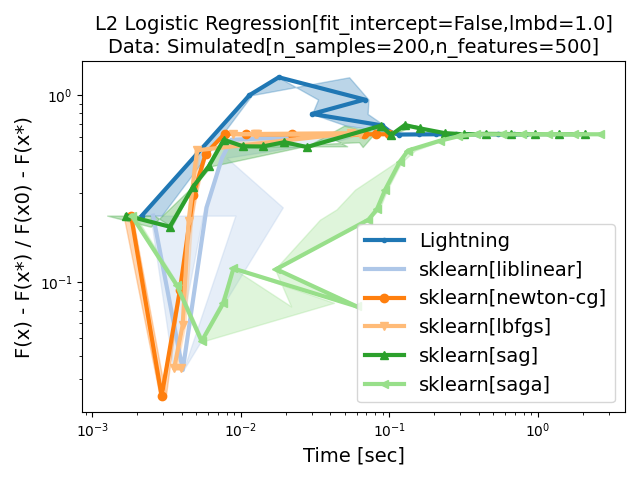 L2 Logistic Regression[fit_intercept=False,lmbd=1.0]
Data: Simulated[n_samples=200,n_features=500]
F(x) - F(x*) / F(x0) - F(x*)
10⁰
10⁻¹
Lightning
sklearn[liblinear]
sklearn[newton-cg]
sklearn[lbfgs]
sklearn[sag]
sklearn[saga]
10⁻³ 10⁻² 10⁻¹ 10⁰
Time [sec]